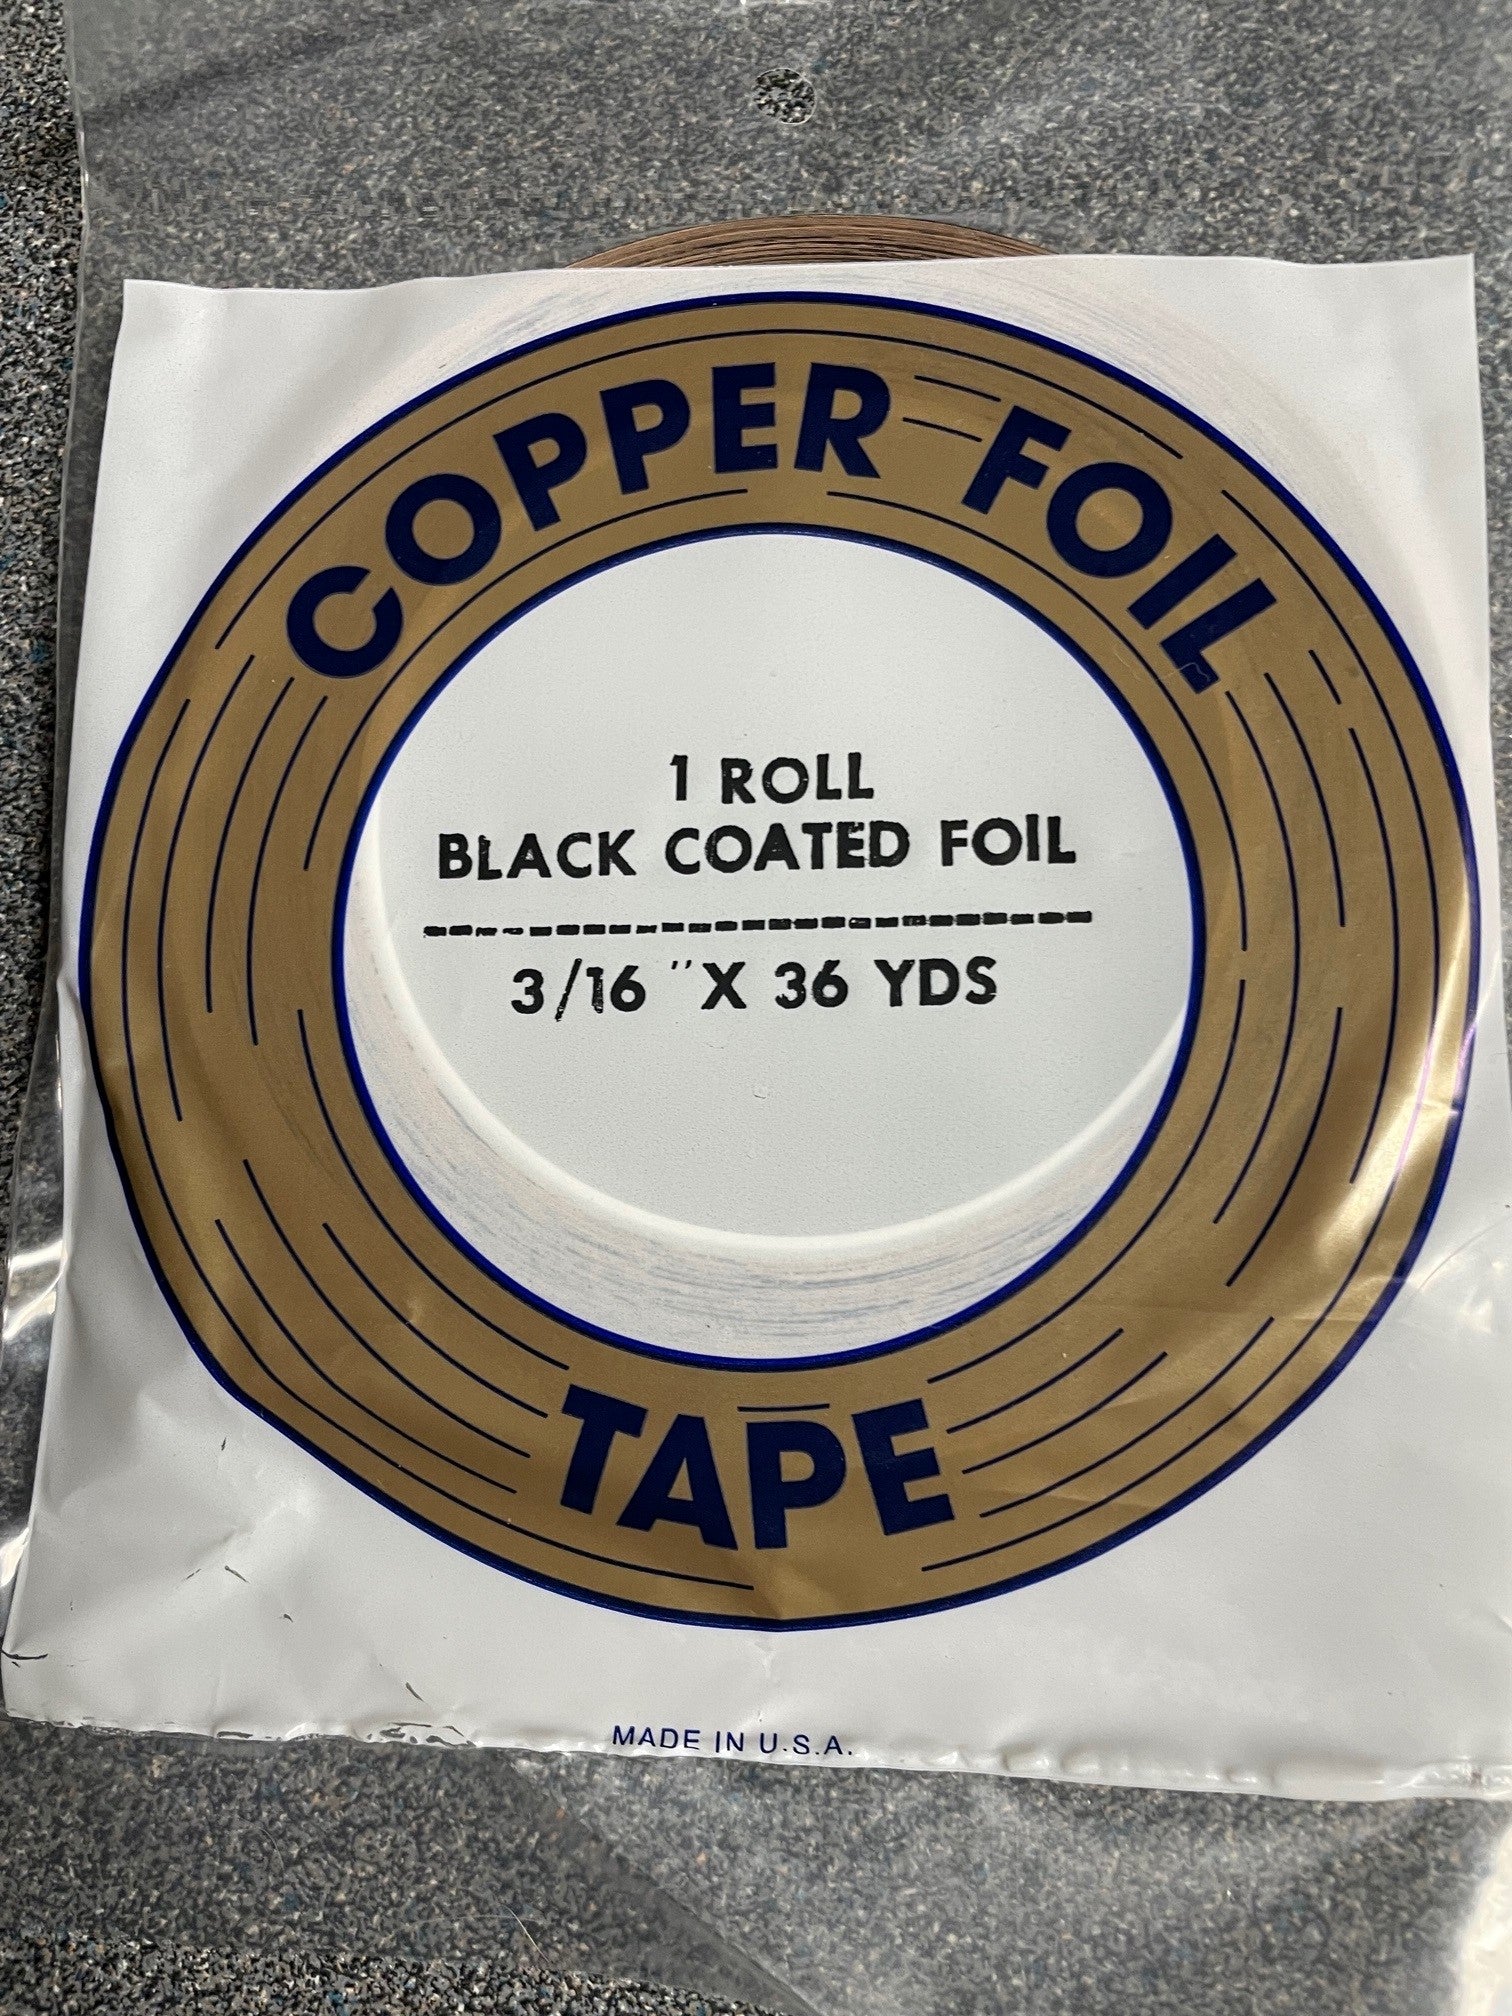 COPPER FOIL
1 ROLL
BLACK COATED FOIL
3/16 "X 36 YDS
TAPE
MADE IN U.S.A.